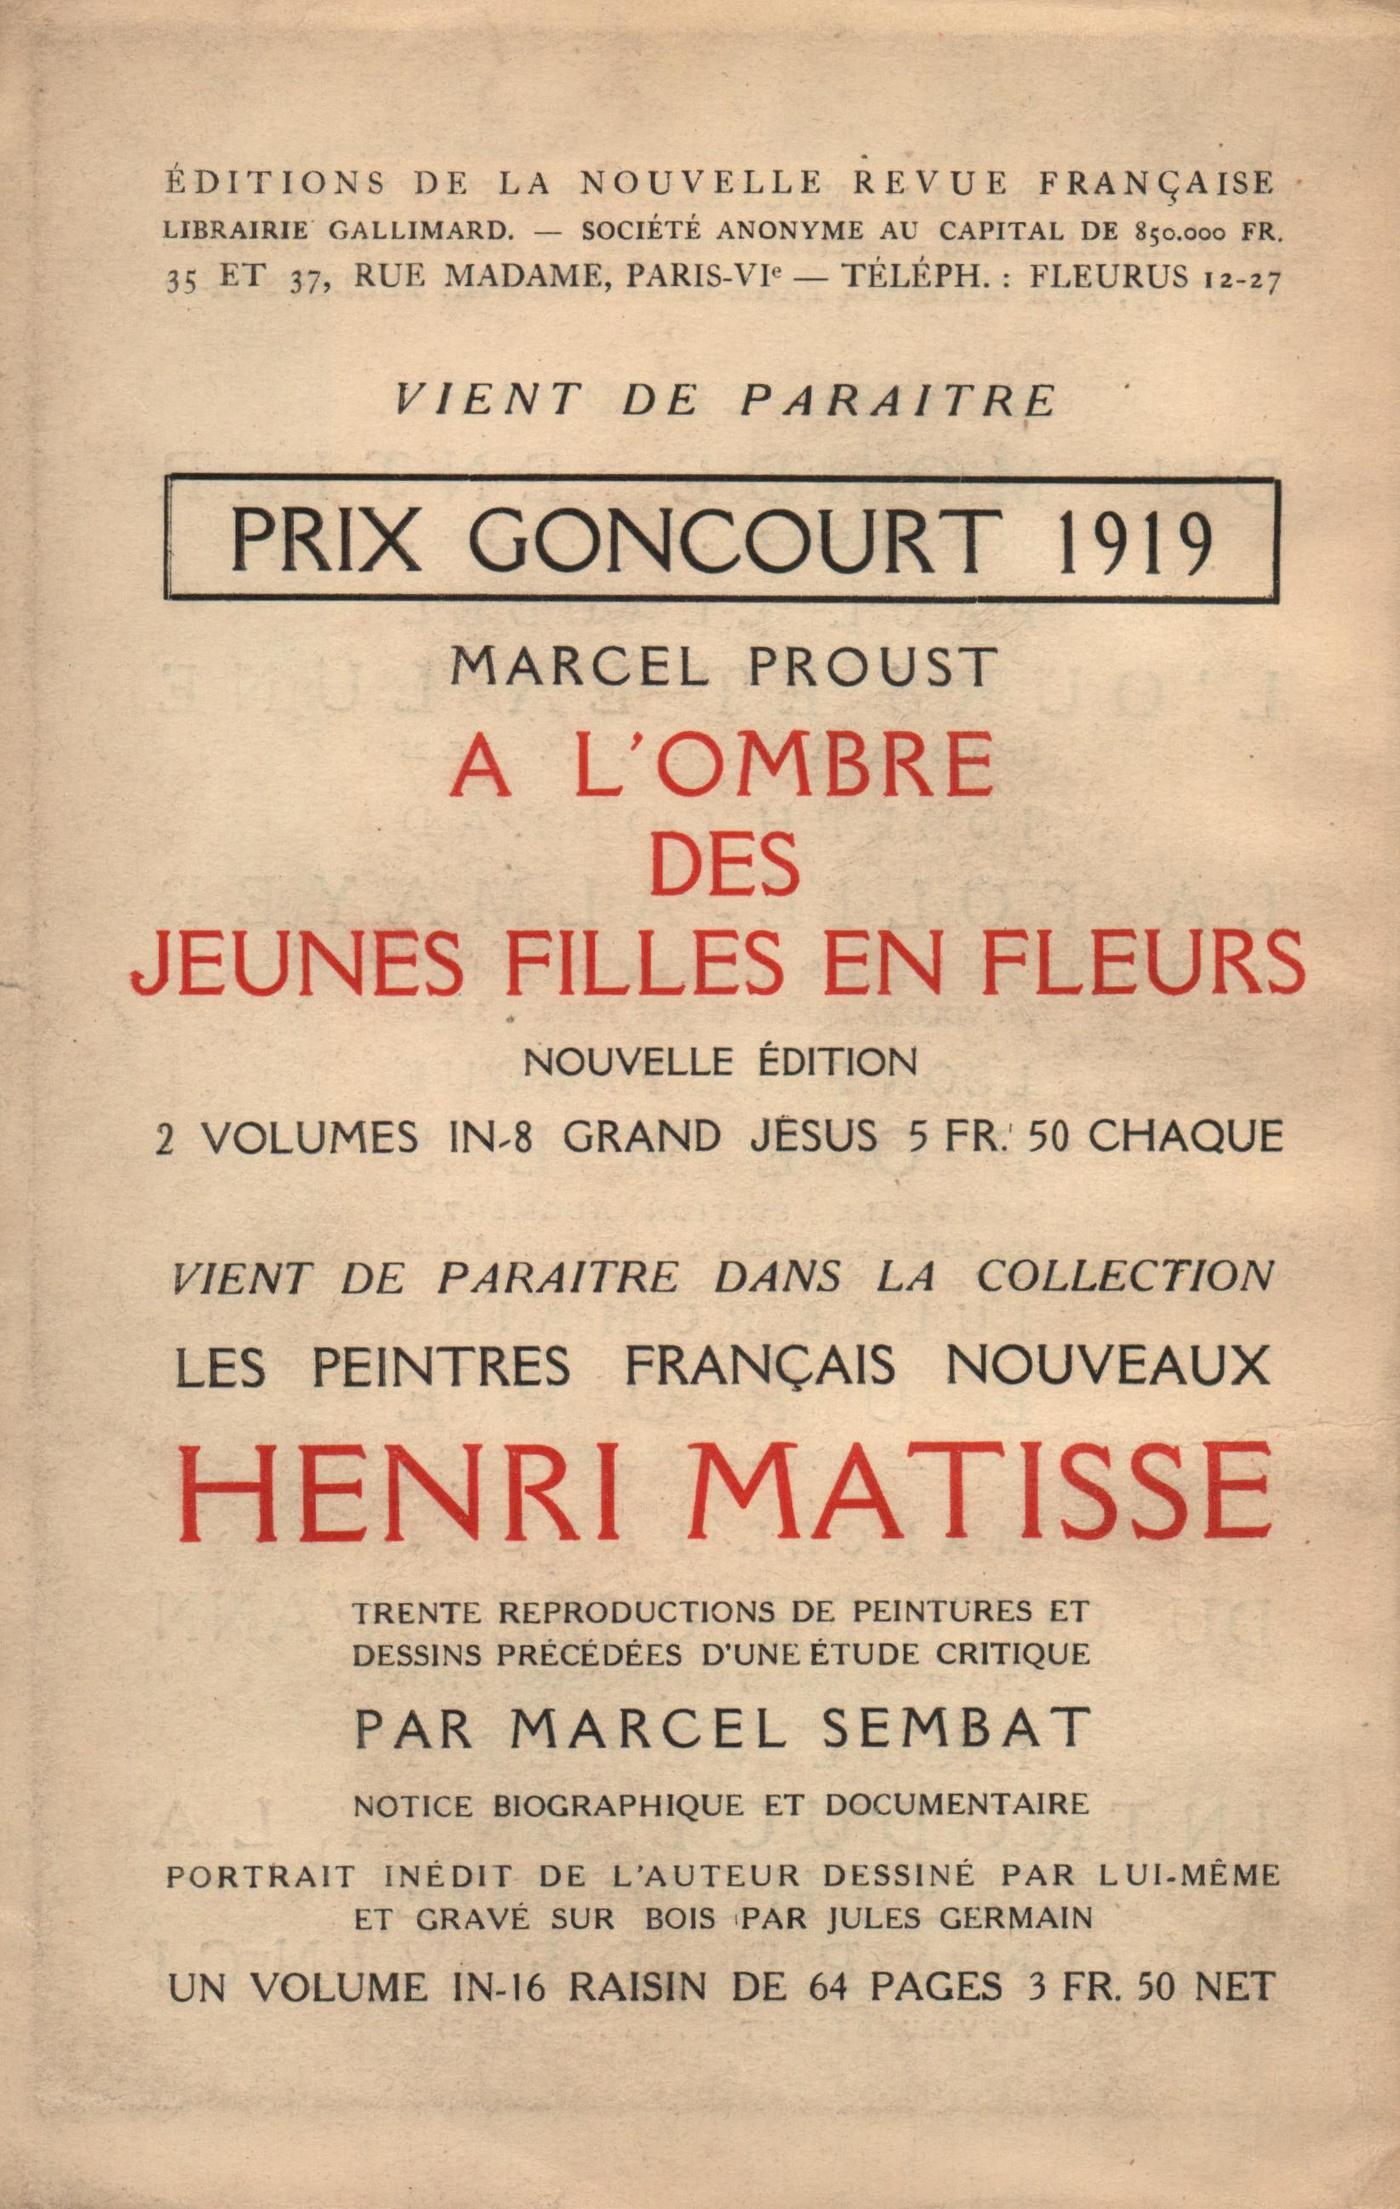 ÉDITIONS DE LA NOUVELLE REVUE FRANÇAISE
LIBRAIRIE GALLIMARD. — SOCIÉTÉ ANONYME AU CAPITAL DE 850.000 FR.
35 ET 37, RUE MADAME, PARIS-VIᵉ — TÉLÉPH. : FLEURUS 12-27
VIENT DE PARAITRE
PRIX GONCOURT 1919
MARCEL PROUST
A L'OMBRE
DES
JEUNES FILLES EN FLEURS
NOUVELLE ÉDITION
2 VOLUMES IN-8 GRAND JÉSUS 5 FR. 50 CHAQUE
VIENT DE PARAITRE DANS LA COLLECTION
LES PEINTRES FRANÇAIS NOUVEAUX
HENRI MATISSE
TRENTE REPRODUCTIONS DE PEINTURES ET
DESSINS PRÉCÉDÉES D'UNE ÉTUDE CRITIQUE
PAR MARCEL SEMBAT
NOTICE BIOGRAPHIQUE ET DOCUMENTAIRE
PORTRAIT INÉDIT DE L'AUTEUR DESSINÉ PAR LUI-MÊME
ET GRAVÉ SUR BOIS PAR JULES GERMAIN
UN VOLUME IN-16 RAISIN DE 64 PAGES 3 FR. 50 NET